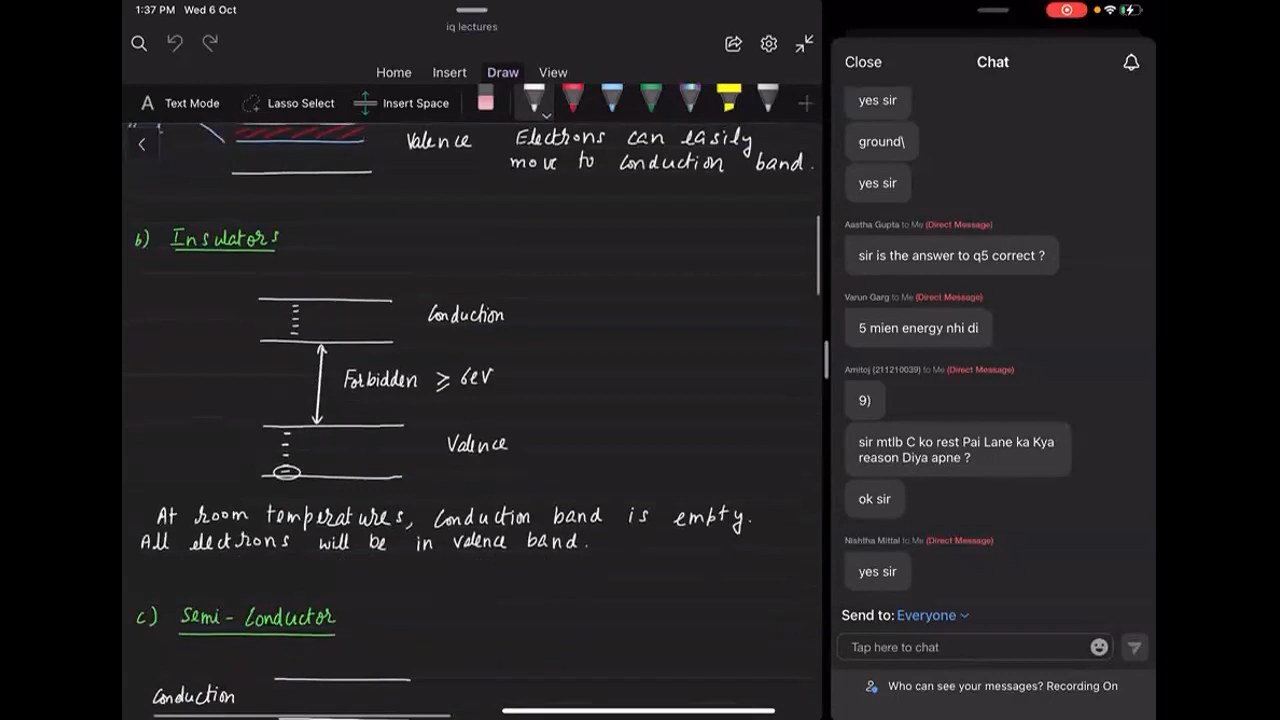 1:37 PM Wed 6 Oct
iq lectures
Home Insert Draw View
Text Mode Lasso Select Insert Space
Valence Electrons can easily
move to conduction band.
b) Insulators
Conduction
Forbidden ≥ 6eV
Valence
At room temperatures, conduction band is empty.
All electrons will be in valence band.
c) Semi-Conductor
Conduction
Close Chat
yes sir
ground\
yes sir
Aastha Gupta to Me (Direct Message)
sir is the answer to q5 correct ?
Varun Garg to Me (Direct Message)
5 mien energy nhi di
Amitoj (211210039) to Me (Direct Message)
9)
sir mtlb C ko rest Pai Lane ka Kya
reason Diya apne ?
ok sir
Nishtha Mittal to Me (Direct Message)
yes sir
Send to: Everyone
Tap here to chat
Who can see your messages? Recording On